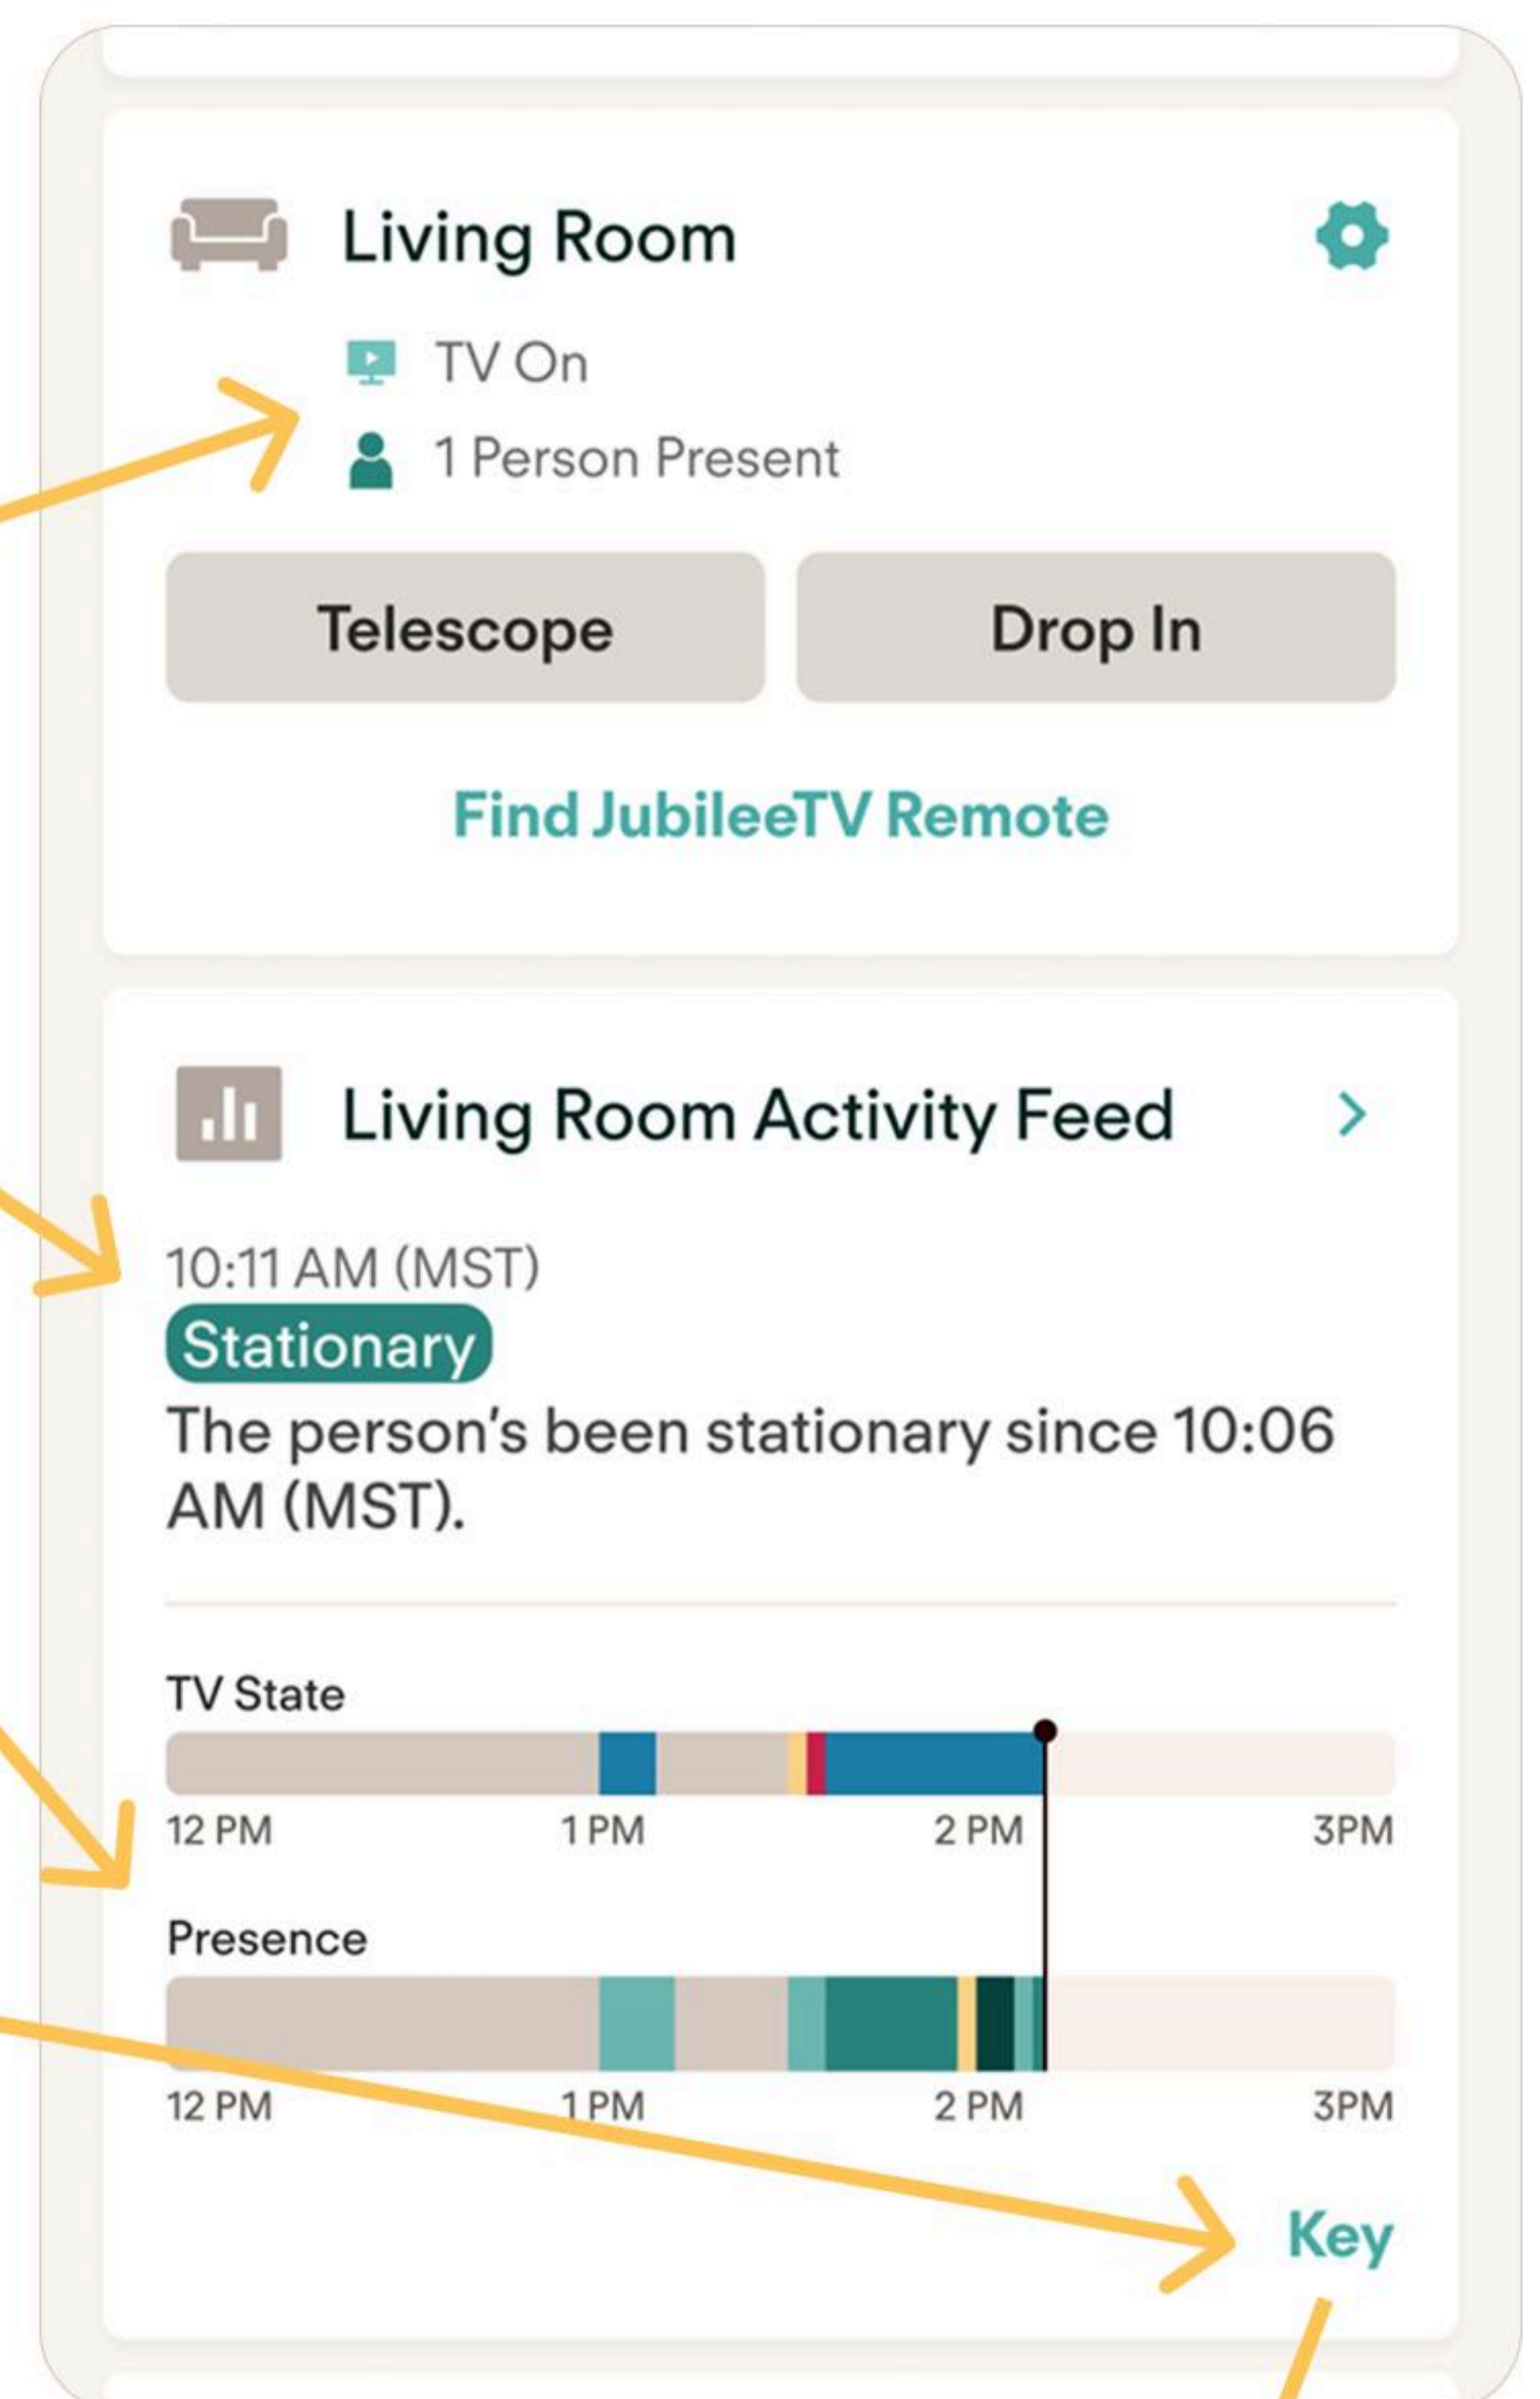 Living Room
TV On
1 Person Present
Telescope
Drop In
Find JubileeTV Remote
Living Room Activity Feed
10:11 AM (MST)
Stationary
The person's been stationary since 10:06
AM (MST).
TV State
12 PM
1 PM
2 PM
3PM
Presence
12 PM
1 PM
2 PM
3PM
Key